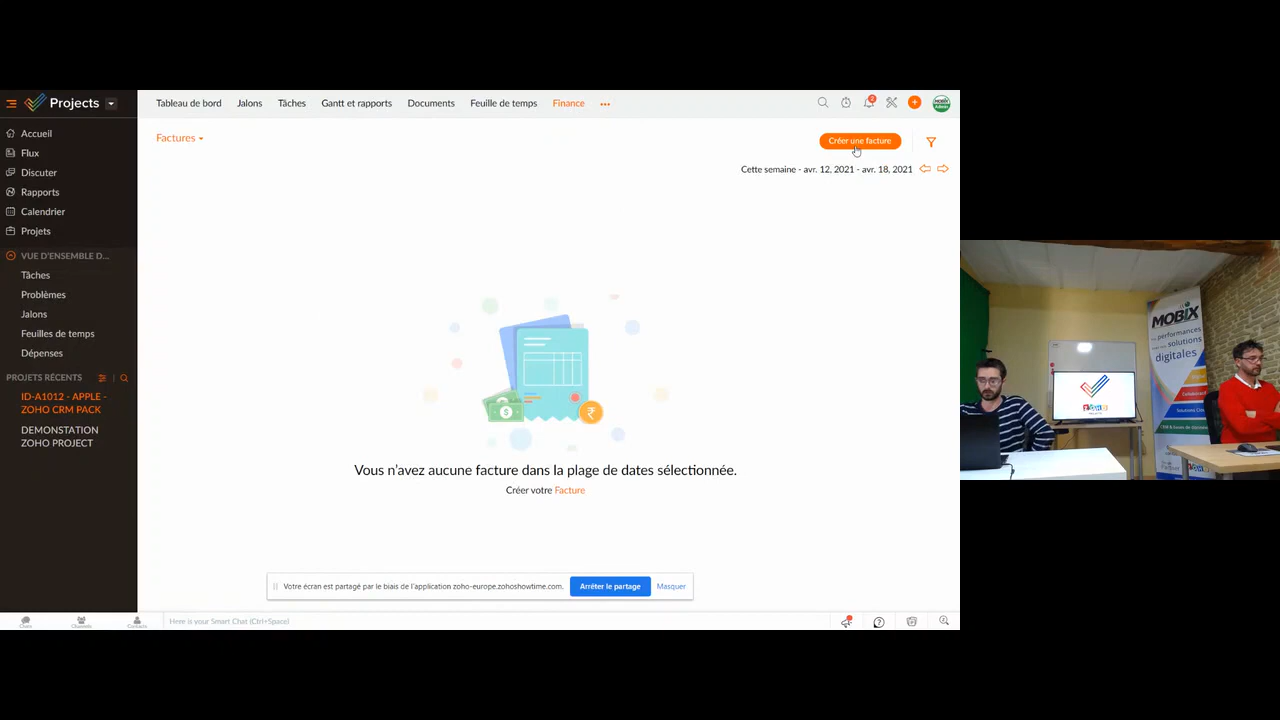 Projects
Tableau de bord
Jalons
Tâches
Gantt et rapports
Documents
Feuille de temps
Finance
Accueil
Flux
Discuter
Rapports
Calendrier
Projets
VUE D'ENSEMBLE D...
Tâches
Problèmes
Jalons
Feuilles de temps
Dépenses
PROJETS RÉCENTS
ID-A1012 - APPLE -
ZOHO CRM PACK
DEMONSTATION
ZOHO PROJECT
Factures
Créer une facture
Cette semaine - avr. 12, 2021 - avr. 18, 2021
Vous n'avez aucune facture dans la plage de dates sélectionnée.
Créer votre Facture
Votre écran est partagé par le biais de l'application zoho-europe.zohoshowtime.com.
Arrêter le partage
Masquer
Chats
Channels
Contacts
Here is your Smart Chat (Ctrl+Space)
MOBIX
performances
solutions
digitales